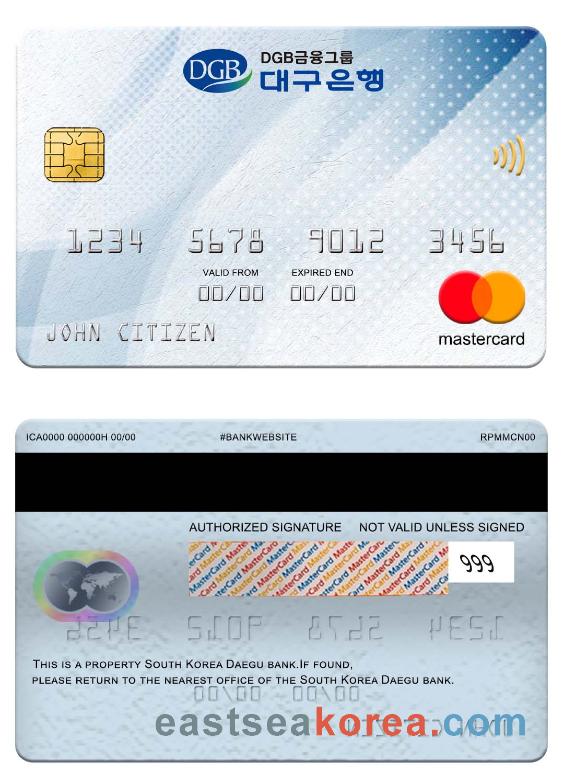 DGB
DGB금융그룹
대구은행
1234 5678 9012 3456
VALID FROM EXPIRED END
00/00 00/00
JOHN CITIZEN
mastercard
ICA0000 000000H 00/00 #BANKWEBSITE RPMMCN00
AUTHORIZED SIGNATURE NOT VALID UNLESS SIGNED
MasterCard MasterCard MasterCard
999
THIS IS A PROPERTY SOUTH KOREA DAEGU BANK.IF FOUND,
PLEASE RETURN TO THE NEAREST OFFICE OF THE SOUTH KOREA DAEGU BANK.
eastseakorea.com